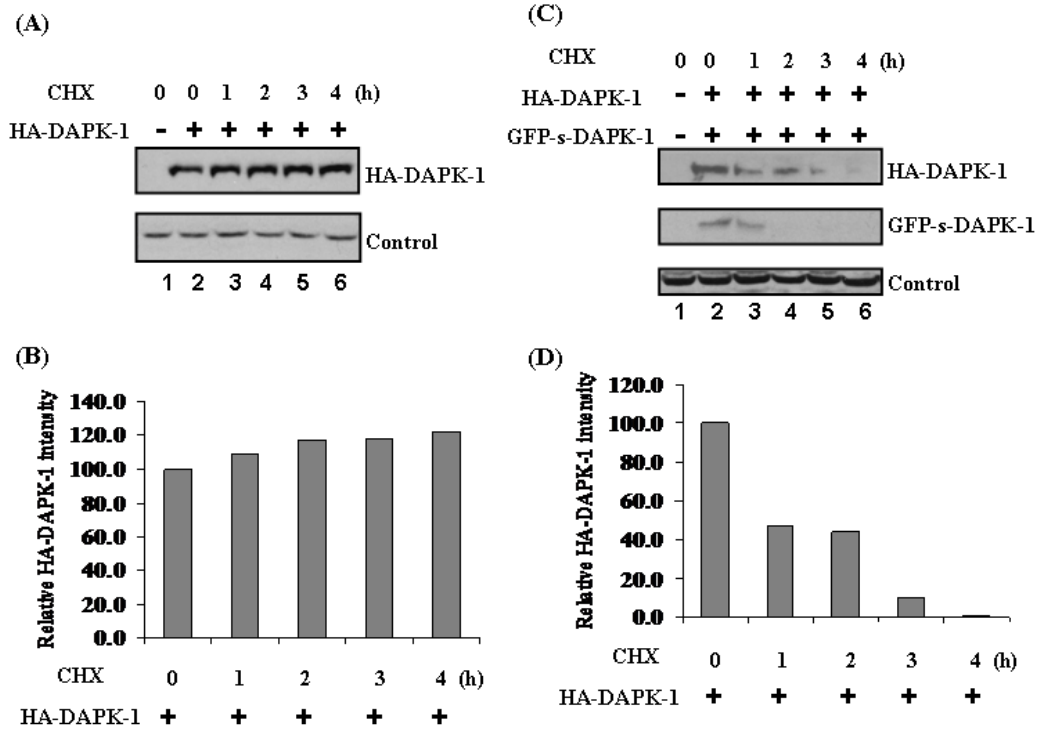 (A)
CHX 0 0 1 2 3 4 (h)
HA-DAPK-1 - + + + + +
HA-DAPK-1
Control
1 2 3 4 5 6
(C)
CHX 0 0 1 2 3 4 (h)
HA-DAPK-1 - + + + + +
GFP-s-DAPK-1 - + + + + +
HA-DAPK-1
GFP-s-DAPK-1
Control
1 2 3 4 5 6
(B)
Relative HA-DAPK-1 intensity
140.0
120.0
100.0
80.0
60.0
40.0
20.0
0.0
CHX 0 1 2 3 4 (h)
HA-DAPK-1 + + + + +
(D)
Relative HA-DAPK-1 intensity
120.0
100.0
80.0
60.0
40.0
20.0
0.0
CHX 0 1 2 3 4 (h)
HA-DAPK-1 + + + + +